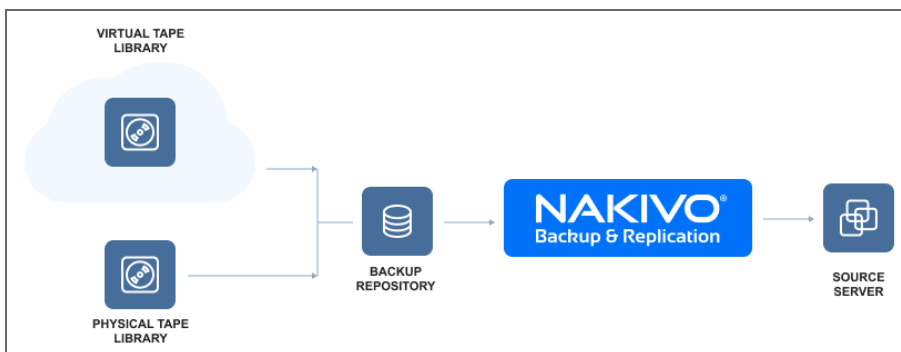 VIRTUAL TAPE
LIBRARY
NAKIVO®
Backup & Replication
BACKUP
REPOSITORY
SOURCE
SERVER
PHYSICAL TAPE
LIBRARY